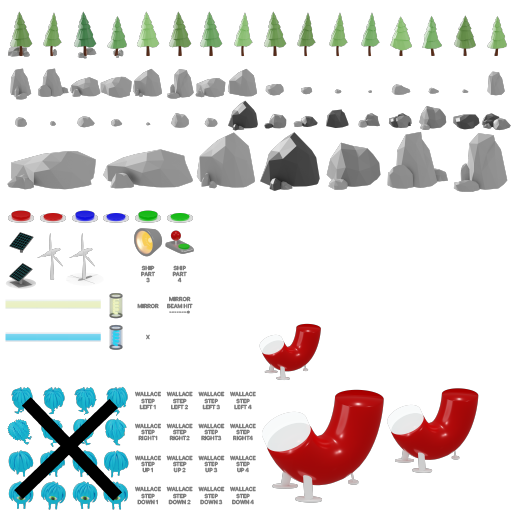 SHIP
PART
3
SHIP
PART
4
MIRROR
MIRROR
BEAM HIT
X
WALLACE
STEP
LEFT 1
WALLACE
STEP
LEFT 2
WALLACE
STEP
LEFT 3
WALLACE
STEP
LEFT 4
WALLACE
STEP
RIGHT1
WALLACE
STEP
RIGHT2
WALLACE
STEP
RIGHT3
WALLACE
STEP
RIGHT4
WALLACE
STEP
UP 1
WALLACE
STEP
UP 2
WALLACE
STEP
UP 3
WALLACE
STEP
UP 4
WALLACE
STEP
DOWN 1
WALLACE
STEP
DOWN 2
WALLACE
STEP
DOWN 3
WALLACE
STEP
DOWN 4